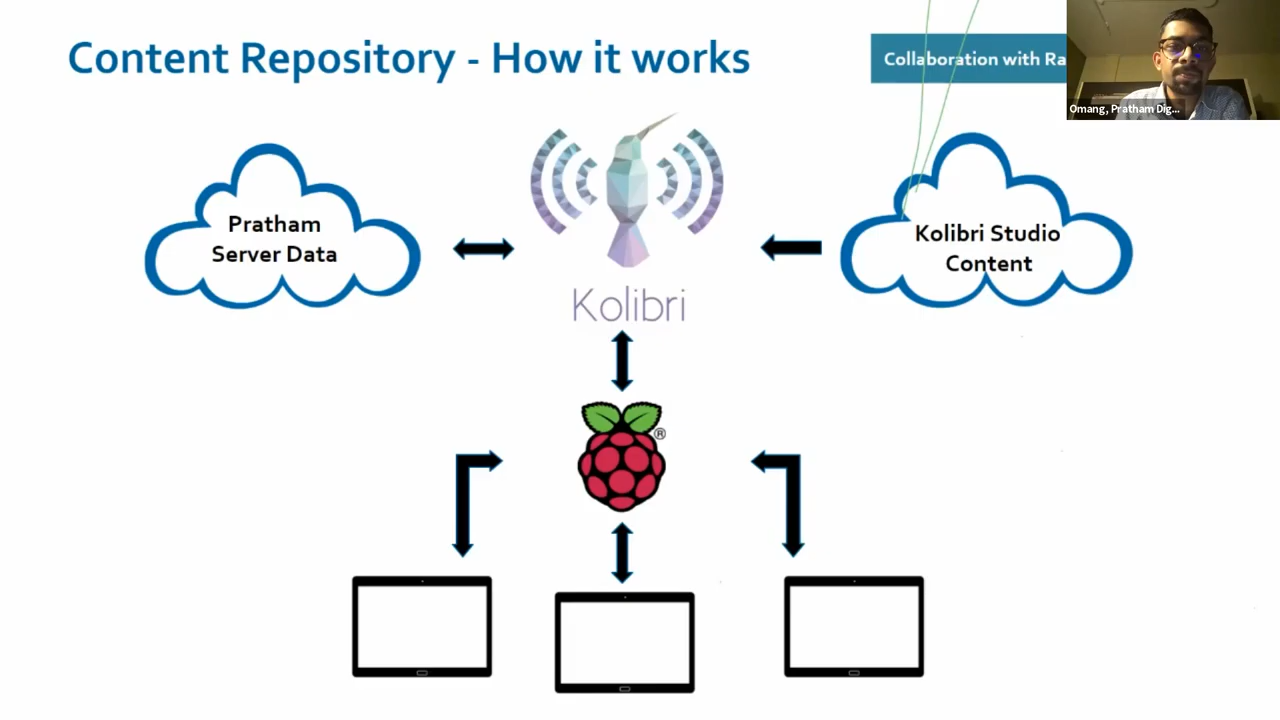 Content Repository - How it works
Collaboration with Ra
Omang, Pratham Dig...
Pratham
Server Data
Kolibri
Kolibri Studio
Content
®